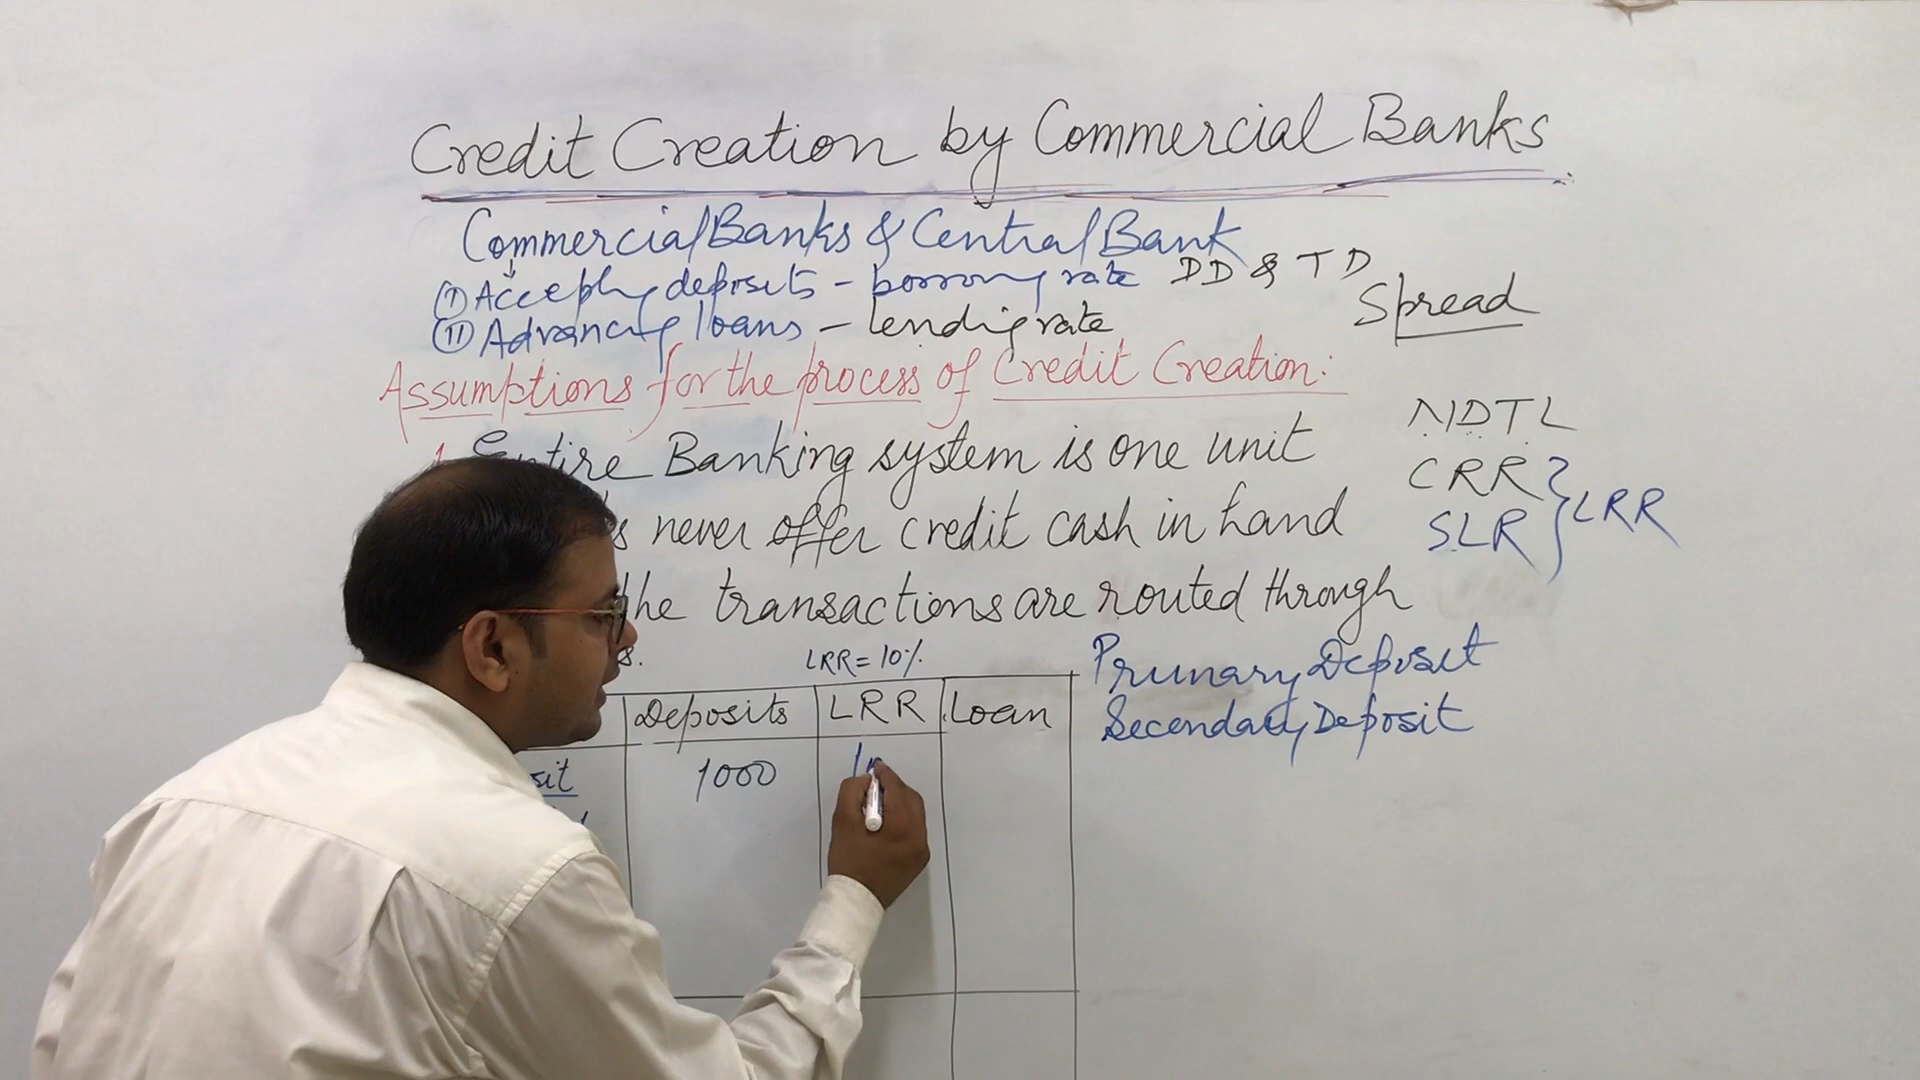 Credit Creation by Commercial Banks
Commercial Banks & Central Bank
(I) Accepting deposits - borrowing rate DD & TD
(II) Advancing loans - lending rate
Spread
Assumptions for the process of Credit Creation:
1. Entire Banking system is one unit
never offer credit cash in hand
the transactions are routed through
NDTL
CRR
SLR
LRR
LRR = 10%
Deposits LRR Loan
1000
Primary Deposit
Secondary Deposit